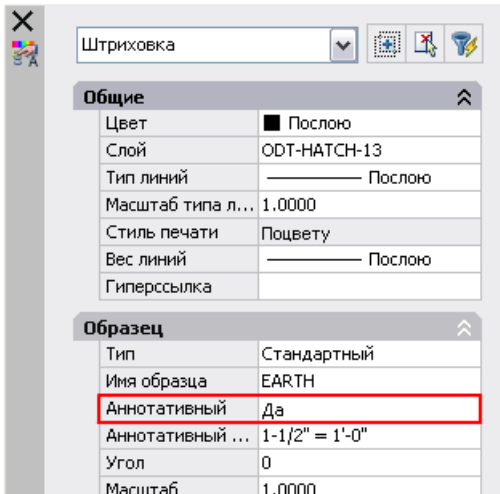 Штриховка
Общие
Цвет Послою
Слой ODT-HATCH-13
Тип линий Послою
Масштаб типа л... 1.0000
Стиль печати Поцвету
Вес линий Послою
Гиперссылка
Образец
Тип Стандартный
Имя образца EARTH
Аннотативный Да
Аннотативный ... 1-1/2" = 1'-0"
Угол 0
Масштаб 1.0000